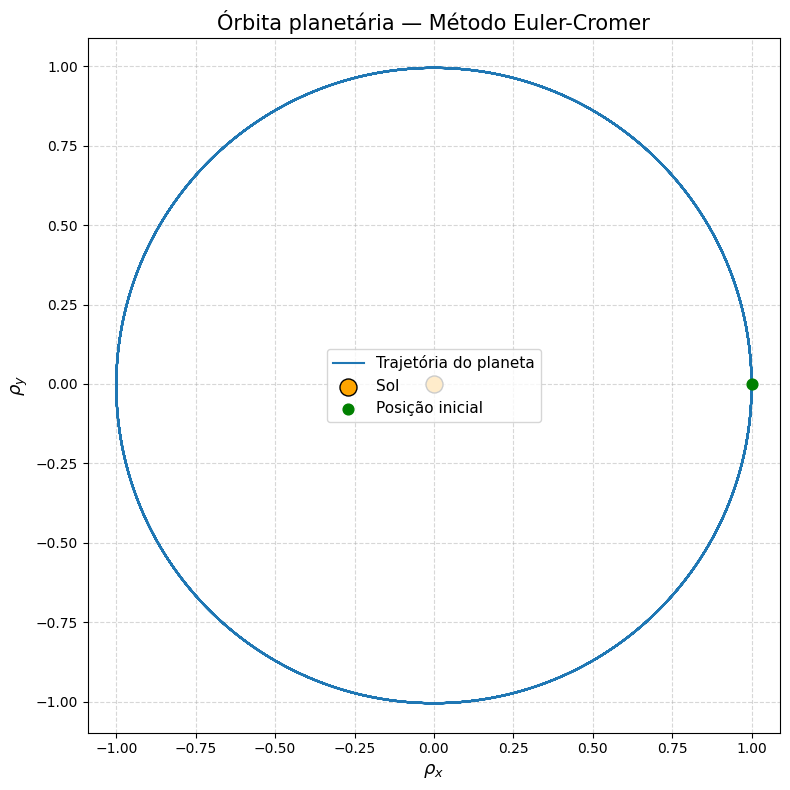 Órbita planetária — Método Euler-Cromer
1.00
0.75
0.50
0.25
0.00
−0.25
−0.50
−0.75
−1.00
ρy
Trajetória do planeta
Sol
Posição inicial
−1.00 −0.75 −0.50 −0.25 0.00 0.25 0.50 0.75 1.00
ρx